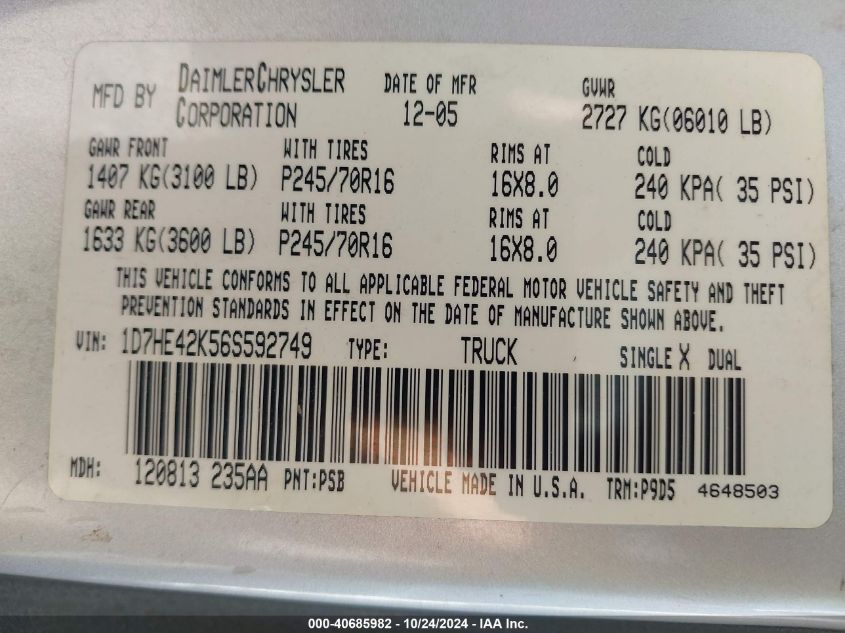 MFD BY DAIMLERCHRYSLER CORPORATION DATE OF MFR 12-05 GVWR 2727 KG(06010 LB)
GAWR FRONT WITH TIRES RIMS AT COLD
1407 KG(3100 LB) P245/70R16 16X8.0 240 KPA( 35 PSI)
GAWR REAR WITH TIRES RIMS AT COLD
1633 KG(3600 LB) P245/70R16 16X8.0 240 KPA( 35 PSI)
THIS VEHICLE CONFORMS TO ALL APPLICABLE FEDERAL MOTOR VEHICLE SAFETY AND THEFT
PREVENTION STANDARDS IN EFFECT ON THE DATE OF MANUFACTURE SHOWN ABOVE.
VIN: 1D7HE42K56S592749 TYPE: TRUCK SINGLE X DUAL
MDH: 120813 235AA PNT:PSB VEHICLE MADE IN U.S.A. TRM:P9D5 4648503
000-40685982 - 10/24/2024 - IAA Inc.